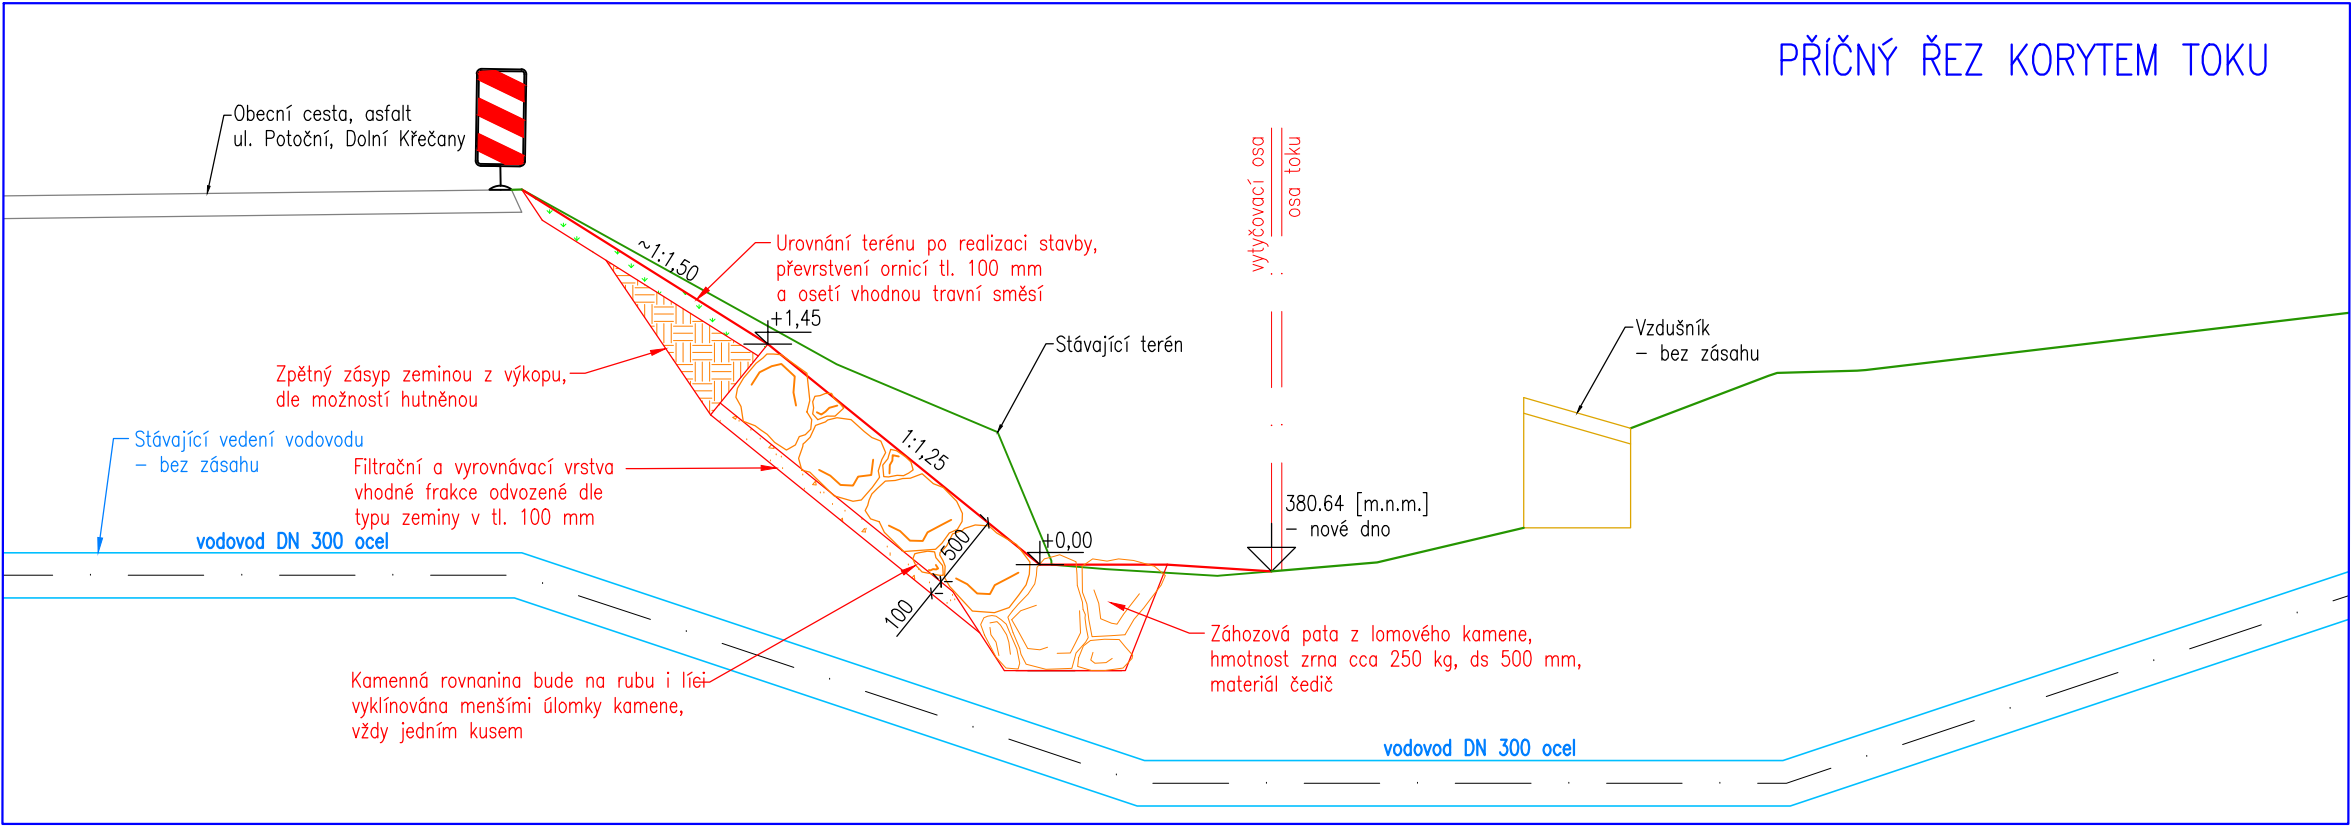 PŘÍČNÝ ŘEZ KORYTEM TOKU
Obecní cesta, asfalt
ul. Potoční, Dolní Křečany
vytyčovací osa
osa toku
~1:1,50
Urovnání terénu po realizaci stavby,
převrstvení ornicí tl. 100 mm
a osetí vhodnou travní směsí
+1,45
Stávající terén
Vzdušník
– bez zásahu
Zpětný zásyp zeminou z výkopu,
dle možností hutněnou
Stávající vedení vodovodu
– bez zásahu
1:1,25
Filtrační a vyrovnávací vrstva
vhodné frakce odvozené dle
typu zeminy v tl. 100 mm
380.64 [m.n.m.]
– nové dno
vodovod DN 300 ocel
500
+0,00
100
Záhozová pata z lomového kamene,
hmotnost zrna cca 250 kg, ds 500 mm,
materiál čedič
Kamenná rovnanina bude na rubu i líci
vyklínována menšími úlomky kamene,
vždy jedním kusem
vodovod DN 300 ocel